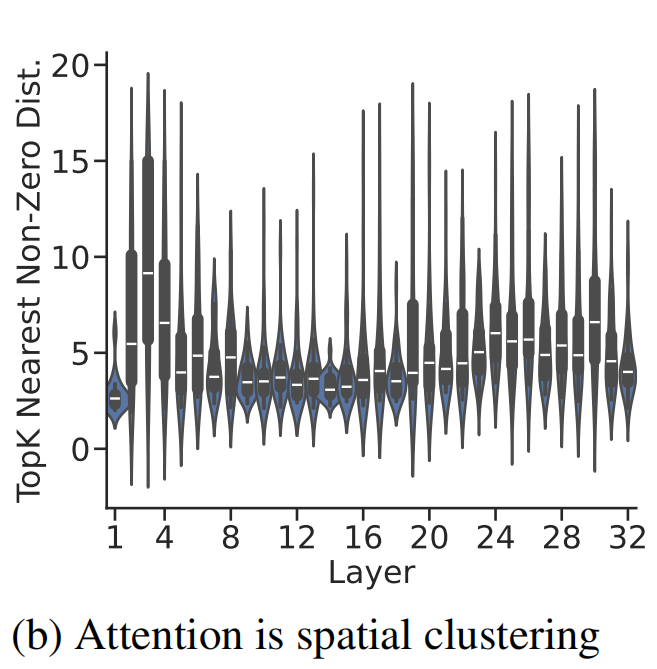 TopK Nearest Non-Zero Dist.
20
15
10
5
0
1 4 8 12 16 20 24 28 32
Layer
(b) Attention is spatial clustering